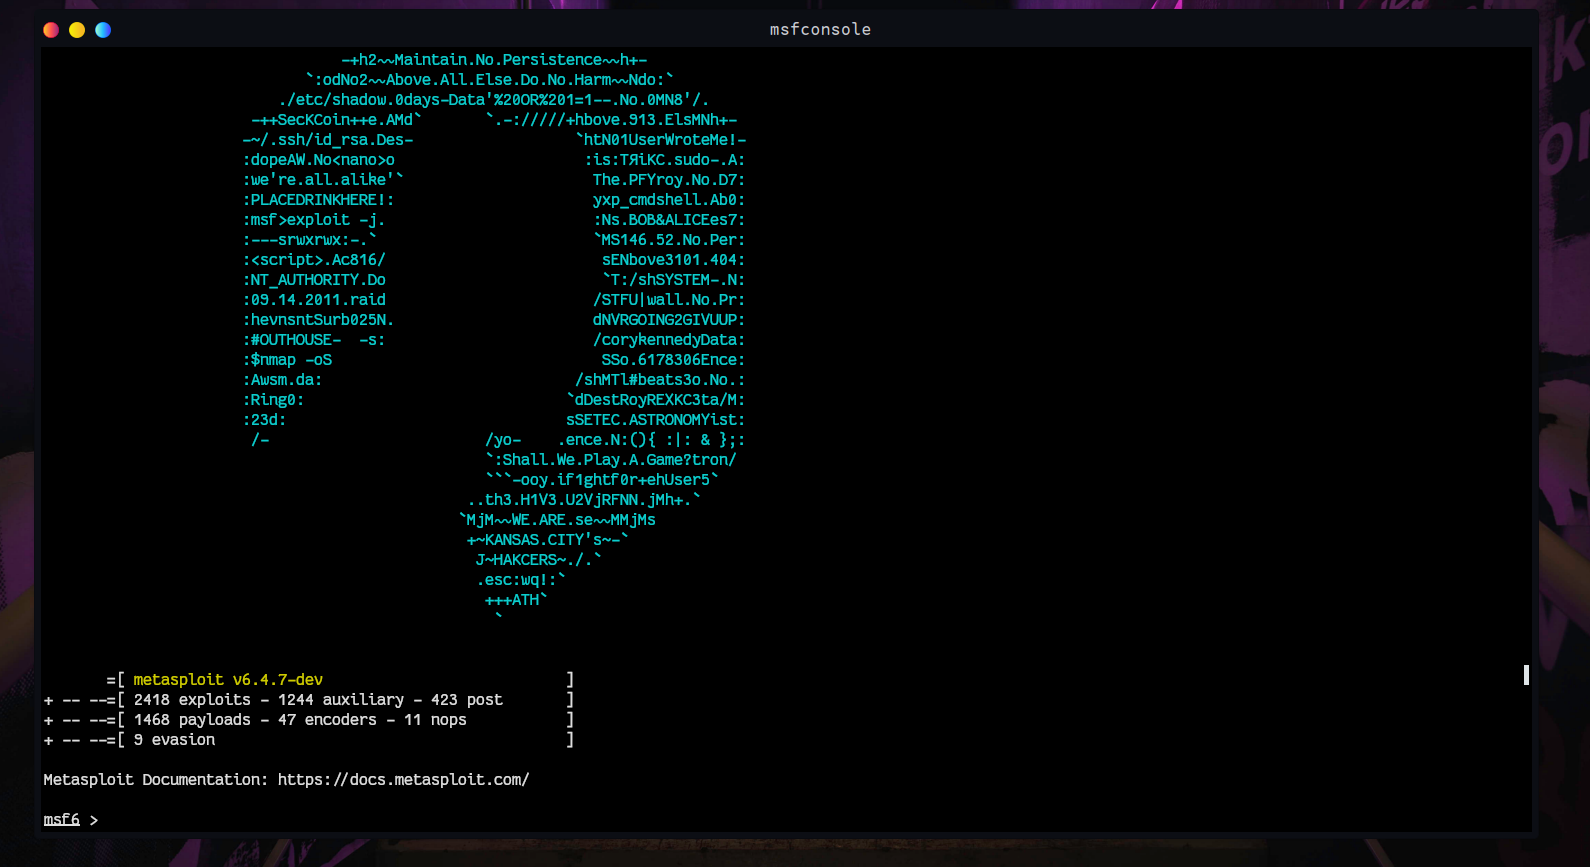 msfconsole
-+h2~~Maintain.No.Persistence~~h+-
`:odNo2~~Above.All.Else.Do.No.Harm~~Ndo:`
./etc/shadow.0days-Data'%20OR%201=1--.No.0MN8'/.
-++SecKCoin++e.AMd` `.-://///+hbove.913.ElsMNh+-
-~/.ssh/id_rsa.Des- `htN01UserWroteMe!-
:dopeAW.No<nano>o :is:TЯiKC.sudo-.A:
:we're.all.alike'` The.PFYroy.No.D7:
:PLACEDRINKHERE!: yxp_cmdshell.Ab0:
:msf>exploit -j. :Ns.BOB&ALICEes7:
:---srwxrwx:-.` `MS146.52.No.Per:
:<script>.Ac816/ sENbove3101.404:
:NT_AUTHORITY.Do `T:/shSYSTEM-.N:
:09.14.2011.raid /STFU|wall.No.Pr:
:hevnsntSurb025N. dNVRGOING2GIVUUP:
:#OUTHOUSE- -s: /corykennedyData:
:$nmap -oS SSo.6178306Ence:
:Awsm.da: /shMTl#beats3o.No.:
:Ring0: `dDestRoyREXKC3ta/M:
:23d: sSETEC.ASTRONOMYist:
/- /yo- .ence.N:(){ :|: & };:
`:Shall.We.Play.A.Game?tron/
```-ooy.if1ghtf0r+ehUser5`
..th3.H1V3.U2VjRFNN.jMh+.`
`MjM~~WE.ARE.se~~MMjMs
+~KANSAS.CITY's~-`
J~HAKCERS~./.`
.esc:wq!:`
+++ATH`
`
=[ metasploit v6.4.7-dev ]
+ -- --=[ 2418 exploits - 1244 auxiliary - 423 post ]
+ -- --=[ 1468 payloads - 47 encoders - 11 nops ]
+ -- --=[ 9 evasion ]
Metasploit Documentation: https://docs.metasploit.com/
msf6 >